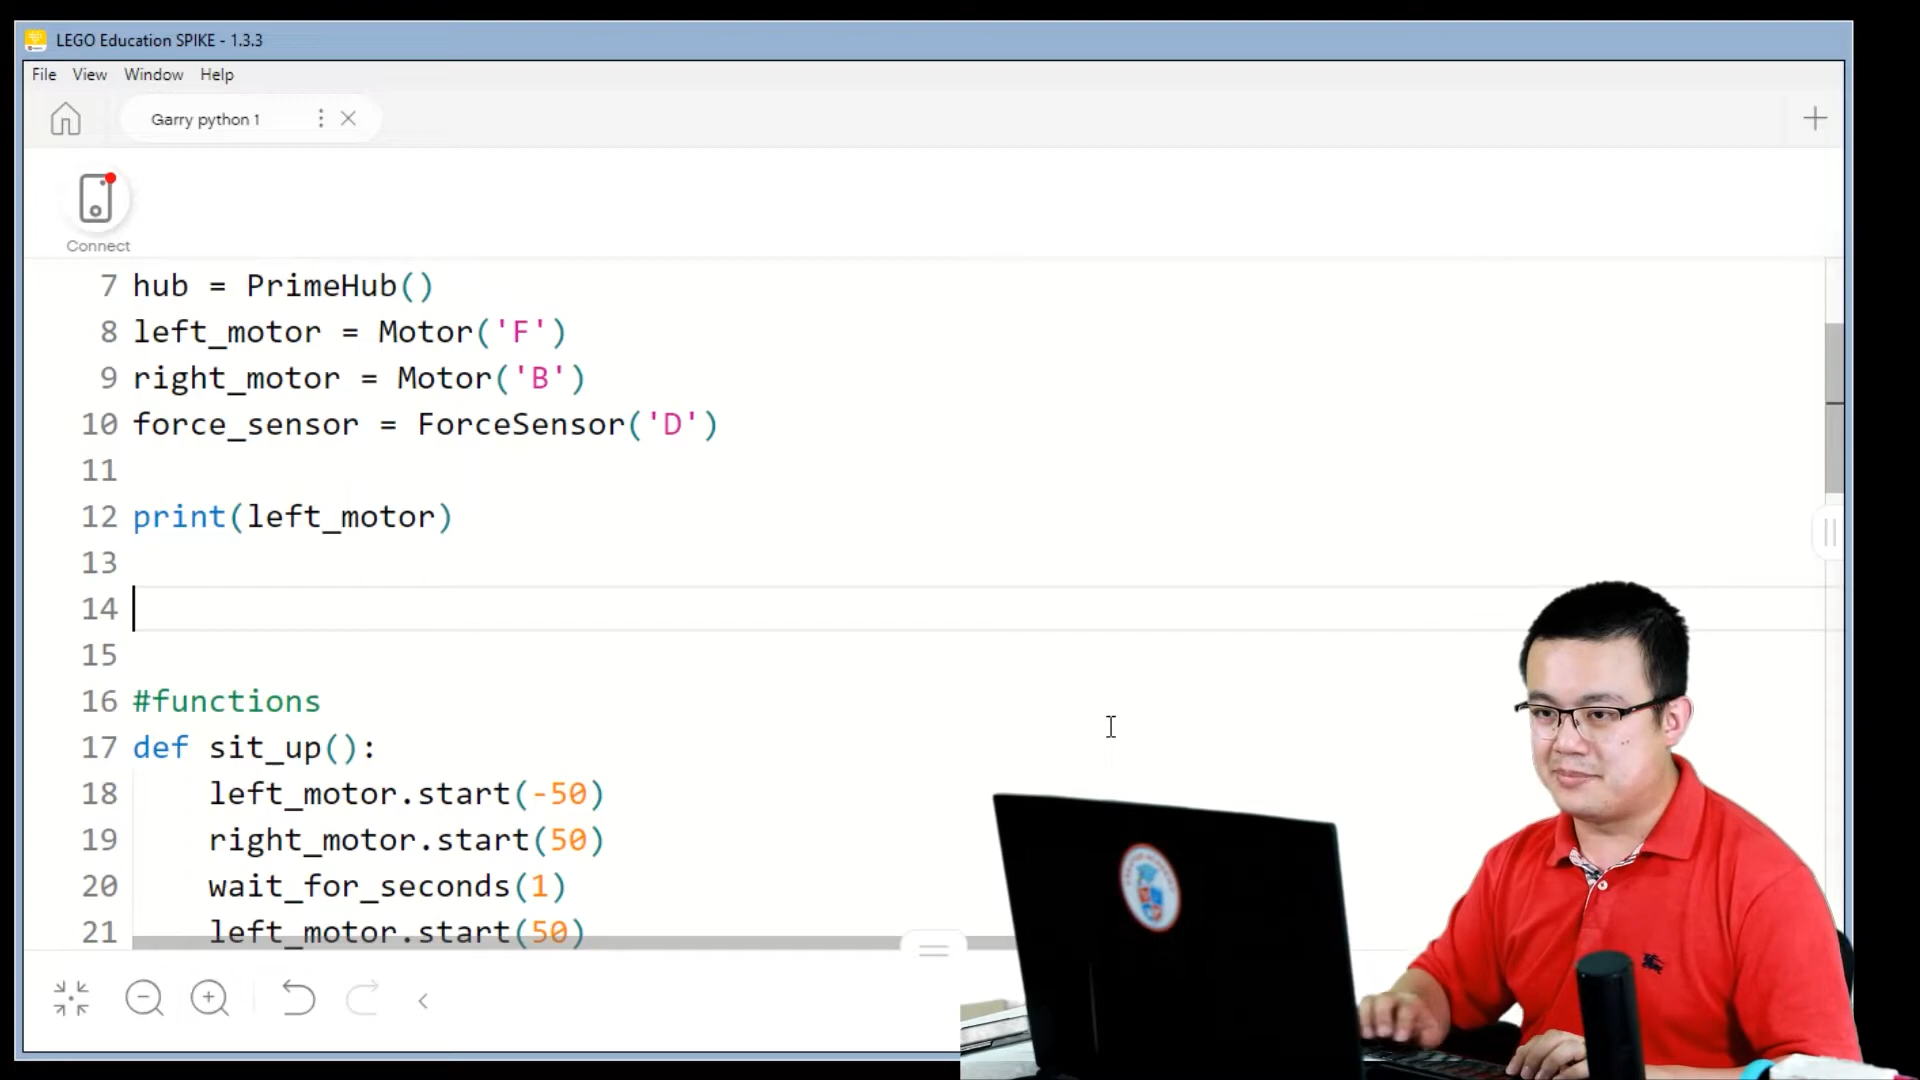 LEGO Education SPIKE - 1.3.3
File View Window Help
Garry python 1
Connect
7 hub = PrimeHub()
8 left_motor = Motor('F')
9 right_motor = Motor('B')
10 force_sensor = ForceSensor('D')
11
12 print(left_motor)
13
14
15
16 #functions
17 def sit_up():
18     left_motor.start(-50)
19     right_motor.start(50)
20     wait_for_seconds(1)
21     left_motor.start(50)